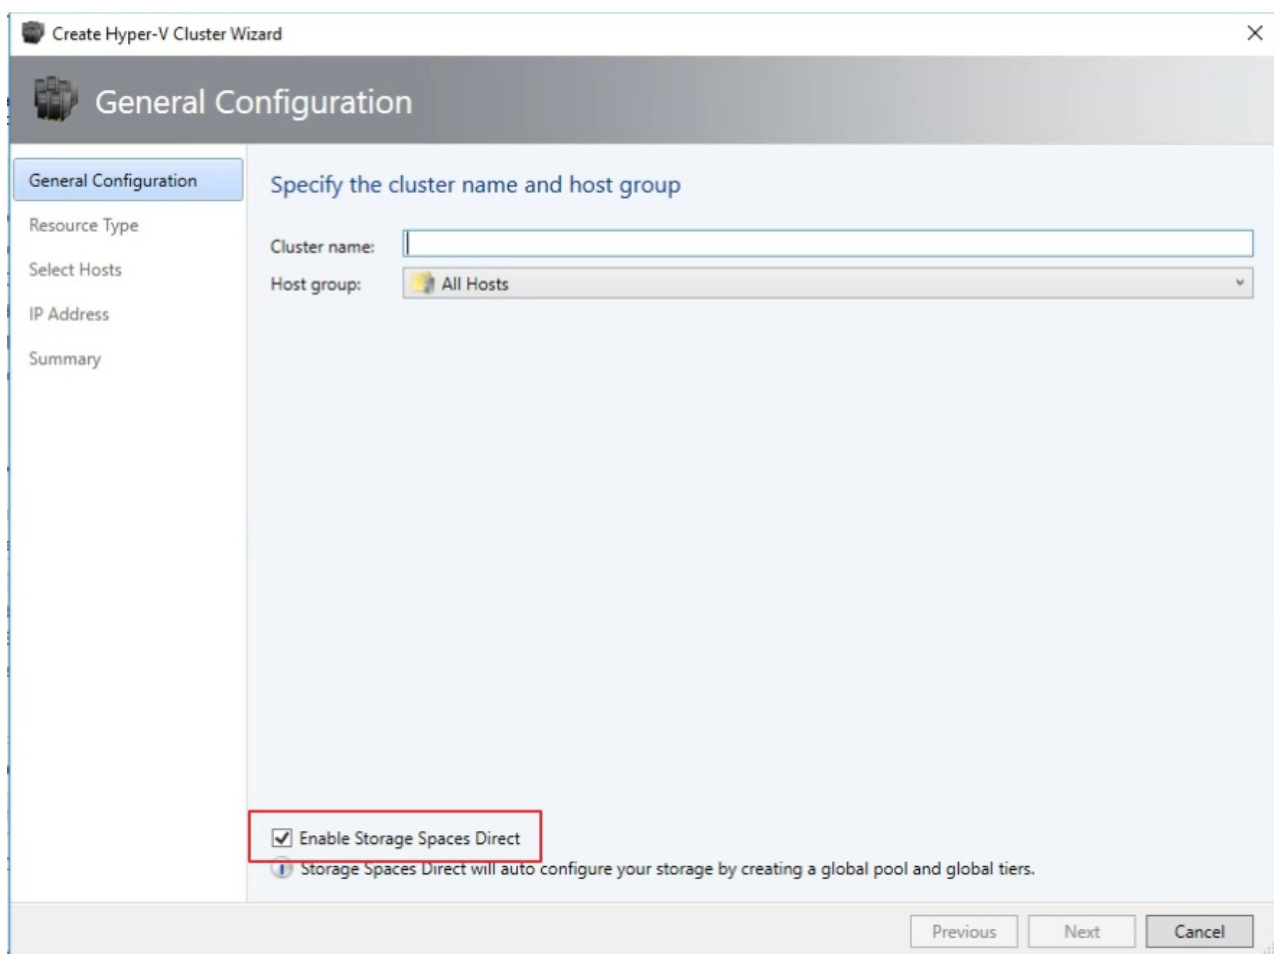 Create Hyper-V Cluster Wizard
General Configuration
General Configuration
Resource Type
Select Hosts
IP Address
Summary
Specify the cluster name and host group
Cluster name:
Host group:
All Hosts
Enable Storage Spaces Direct
Storage Spaces Direct will auto configure your storage by creating a global pool and global tiers.
Previous
Next
Cancel